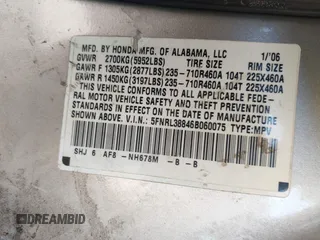 MFD. BY HONDA MFG. OF ALABAMA, LLC 1/'06
GVWR 2700KG(5952LBS) TIRE SIZE RIM SIZE
GAWR F 1305KG(2877LBS) 235-710R460A 104T 225X460A
GAWR R 1450KG(3197LBS) 235-710R460A 104T 225X460A
THIS VEHICLE CONFORMS TO ALL APPLICABLE FEDE-
RAL MOTOR VEHICLE SAFETY AND THEFT PREVENTION
STANDARDS IN EFFECT ON THE DATE OF MANUFACTURE
SHOWN ABOVE. V.I.N.: 5FNRL38846B060075 TYPE:MPV
SHJ 6 AF8 -NH678M -B -B
DREAMBID